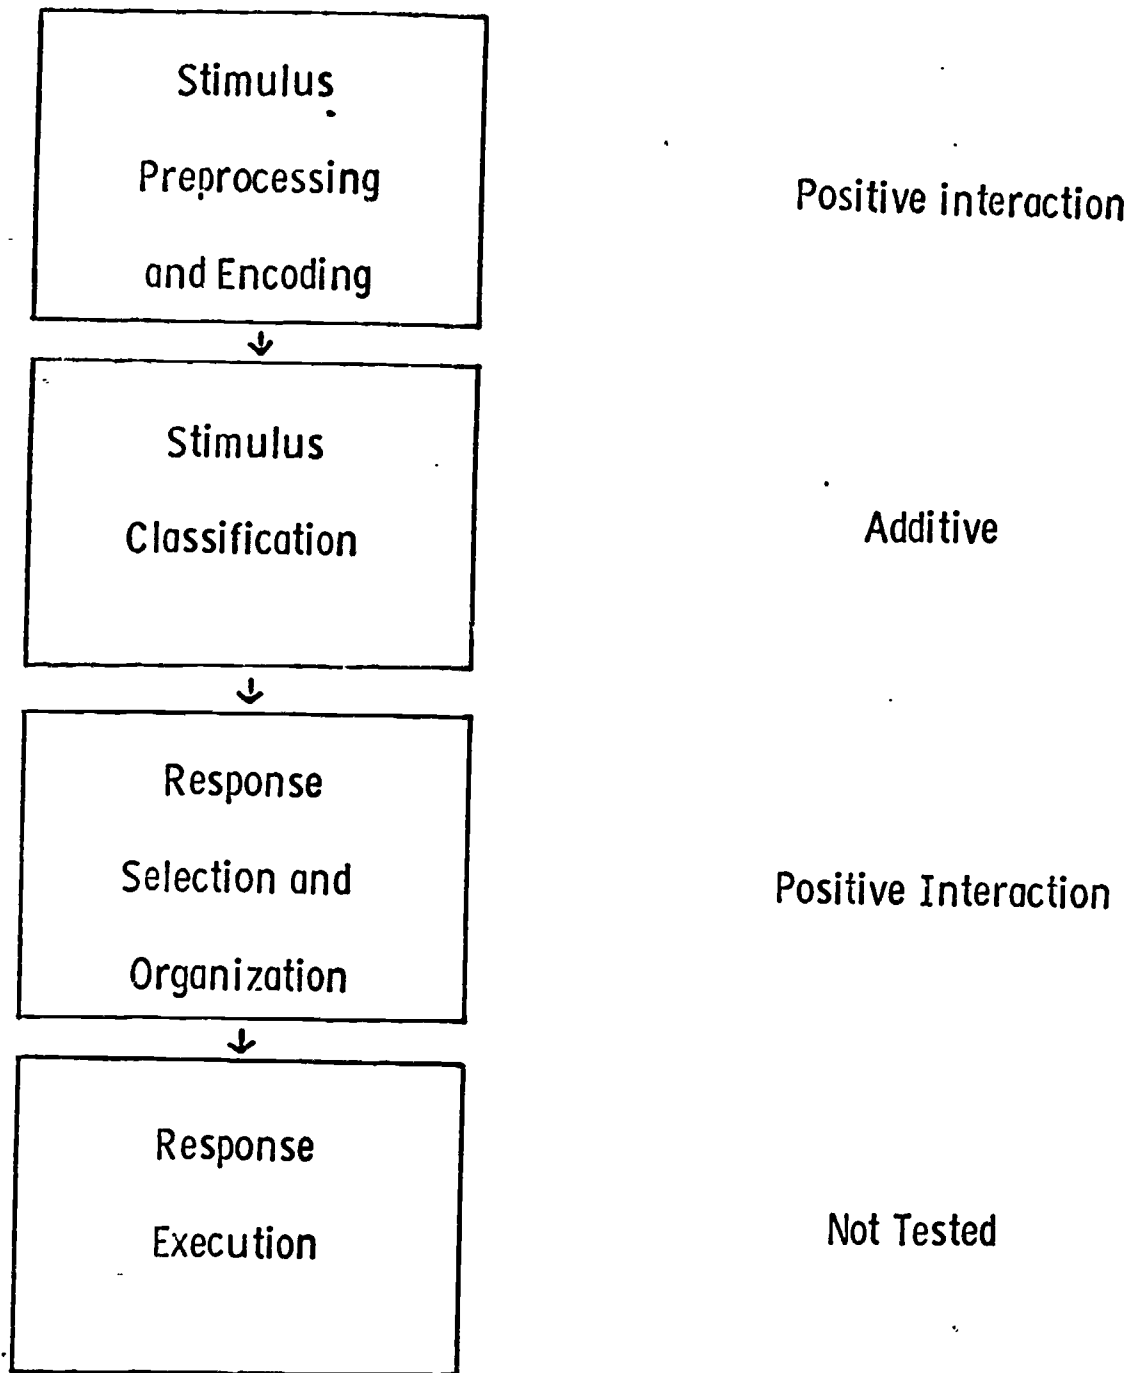 Stimulus
Preprocessing
and Encoding
Positive interaction
Stimulus
Classification
Additive
Response
Selection and
Organization
Positive Interaction
Response
Execution
Not Tested